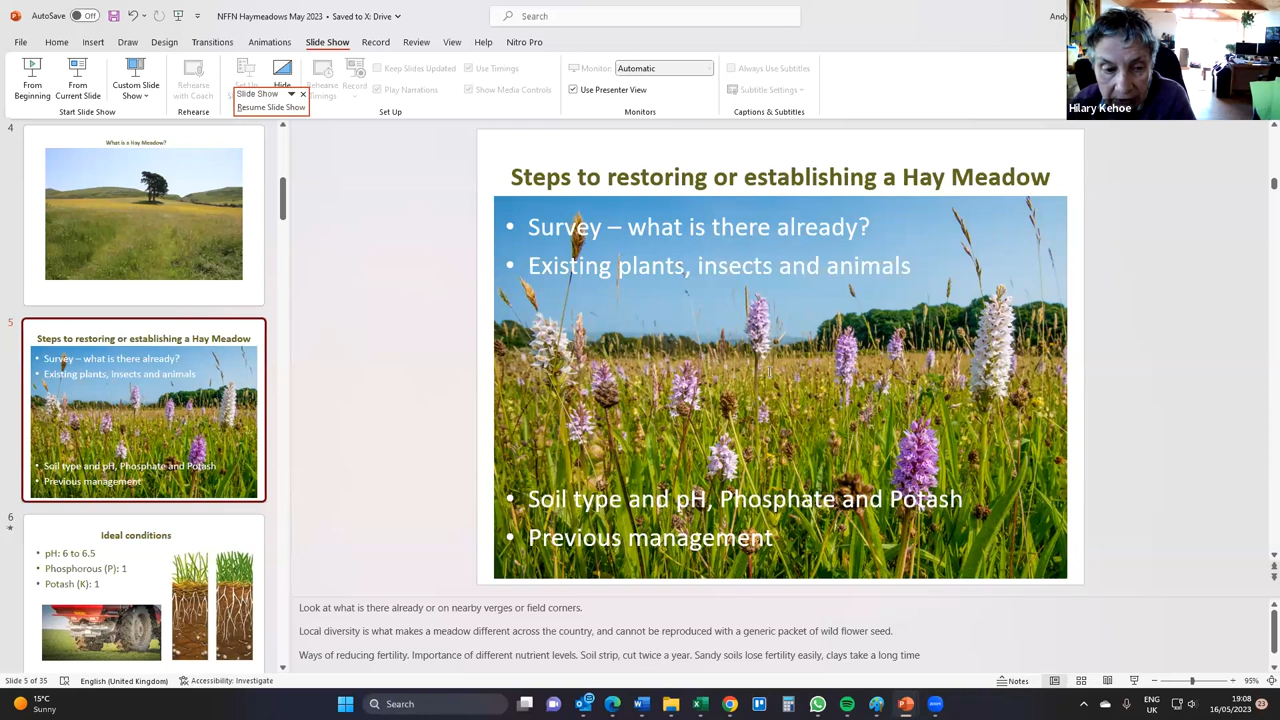 AutoSave Off NFFN Haymeadows May 2023 • Saved to X: Drive Search Andy
File Home Insert Draw Design Transitions Animations Slide Show Record Review View Help Nitro Pro
From Beginning
From Current Slide
Custom Slide Show
Rehearse with Coach
Hide
Rehearse Timings
Record
Keep Slides Updated
Use Timings
Play Narrations
Show Media Controls
Monitor: Automatic
Use Presenter View
Always Use Subtitles
Subtitle Settings
Slide Show
Resume Slide Show
Start Slide Show Rehearse Set Up Monitors Captions & Subtitles
Hilary Kehoe
4
What is a Hay Meadow?
5
Steps to restoring or establishing a Hay Meadow
• Survey – what is there already?
• Existing plants, insects and animals
• Soil type and pH, Phosphate and Potash
• Previous management
6
Ideal conditions
• pH: 6 to 6.5
• Phosphorous (P): 1
• Potash (K): 1
Steps to restoring or establishing a Hay Meadow
• Survey – what is there already?
• Existing plants, insects and animals
• Soil type and pH, Phosphate and Potash
• Previous management
Look at what is there already or on nearby verges or field corners.
Local diversity is what makes a meadow different across the country, and cannot be reproduced with a generic packet of wild flower seed.
Ways of reducing fertility. Importance of different nutrient levels. Soil strip, cut twice a year. Sandy soils lose fertility easily, clays take a long time
Slide 5 of 35 English (United Kingdom) Accessibility: Investigate Notes 95%
15°C
Sunny
Search
ENG
UK
19:08
16/05/2023